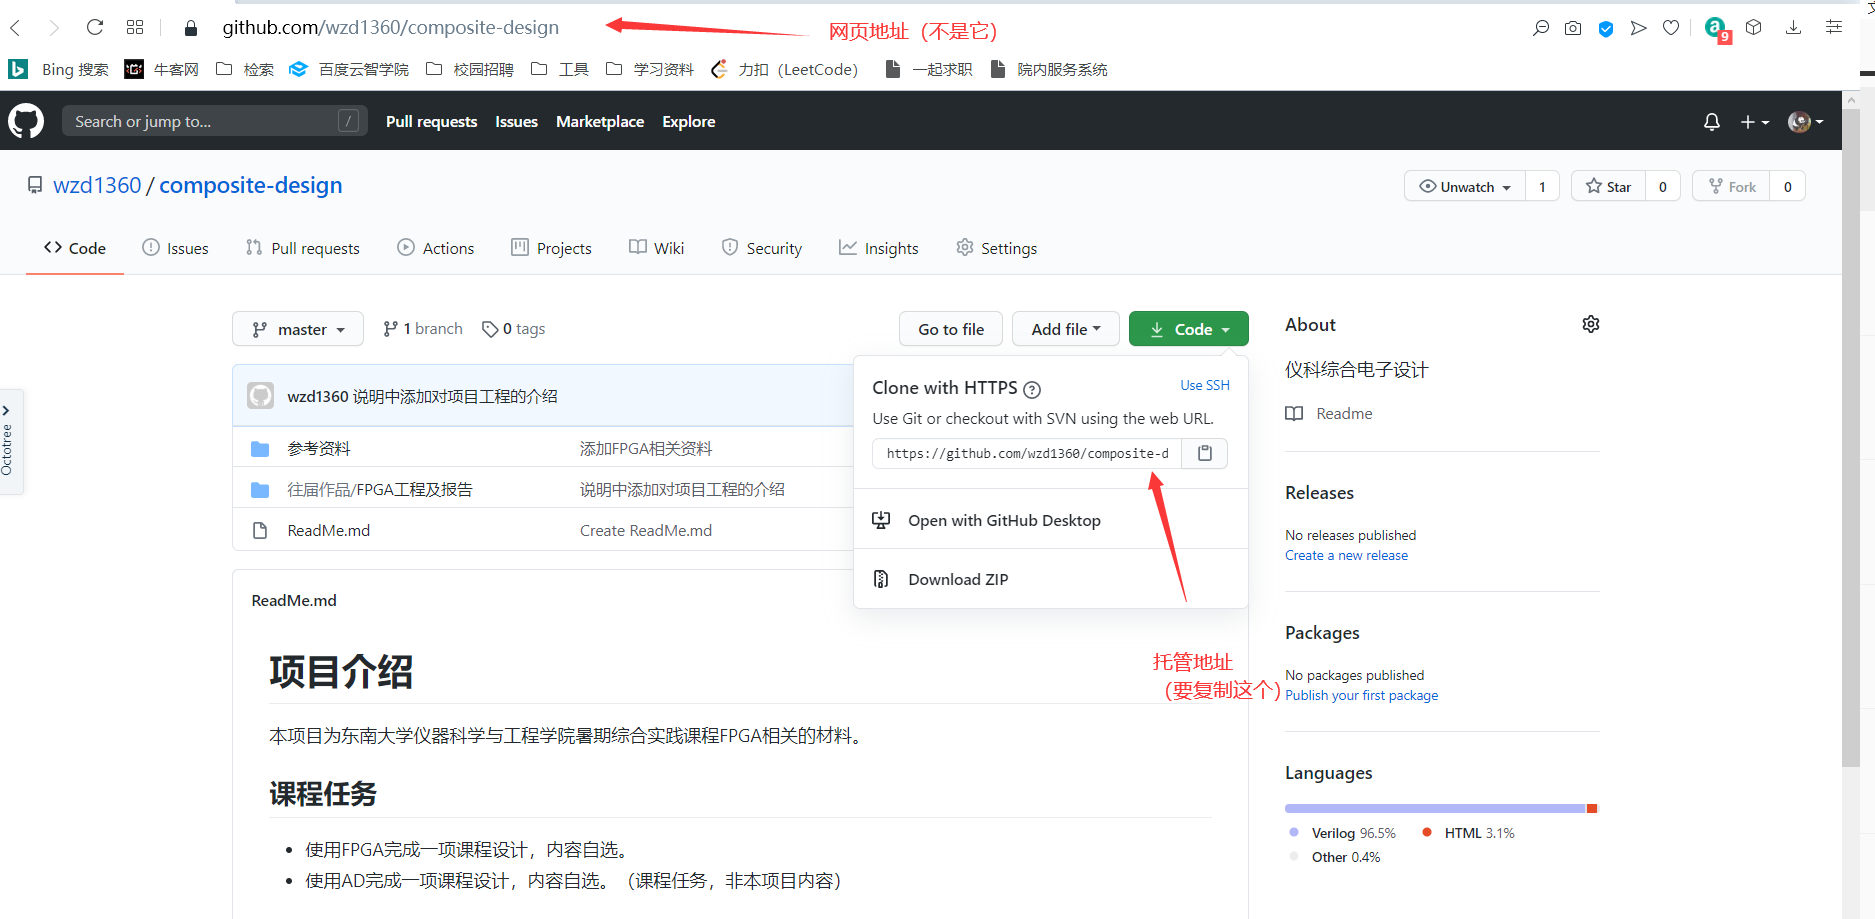 github.com/wzd1360/composite-design
网页地址（不是它）
9
Bing 搜索
牛客网
检索
百度云智学院
校园招聘
工具
学习资料
力扣（LeetCode）
一起求职
院内服务系统
Search or jump to...
/
Pull requests
Issues
Marketplace
Explore
wzd1360 / composite-design
Unwatch
1
Star
0
Fork
0
Code
Issues
Pull requests
Actions
Projects
Wiki
Security
Insights
Settings
master
1 branch
0 tags
Go to file
Add file
Code
About
仪科综合电子设计
Readme
Clone with HTTPS
Use SSH
Use Git or checkout with SVN using the web URL.
https://github.com/wzd1360/composite-d
Open with GitHub Desktop
Download ZIP
wzd1360 说明中添加对项目工程的介绍
参考资料
添加FPGA相关资料
往届作品/FPGA工程及报告
说明中添加对项目工程的介绍
ReadMe.md
Create ReadMe.md
Octotree
Releases
No releases published
Create a new release
ReadMe.md
项目介绍
托管地址
（要复制这个）
Packages
No packages published
Publish your first package
本项目为东南大学仪器科学与工程学院暑期综合实践课程FPGA相关的材料。
课程任务
使用FPGA完成一项课程设计，内容自选。
使用AD完成一项课程设计，内容自选。（课程任务，非本项目内容）
Languages
Verilog 96.5%
HTML 3.1%
Other 0.4%